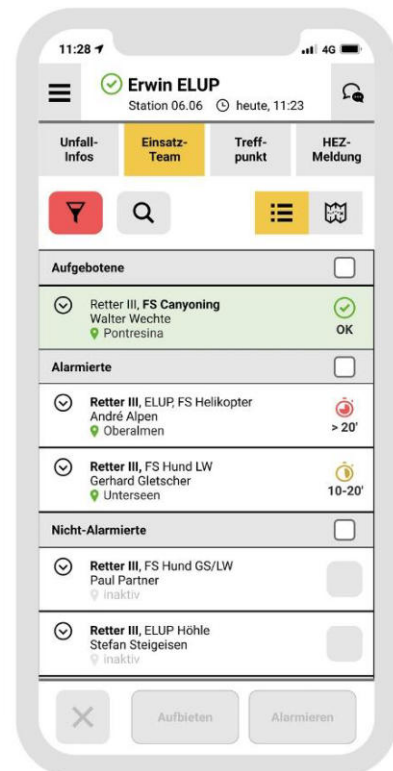 11:28 4G
Erwin ELUP
Station 06.06 heute, 11:23
Unfall-
Infos
Einsatz-
Team
Treff-
punkt
HEZ-
Meldung
Aufgebotene
Retter III, FS Canyoning
Walter Wechte
Pontresina
OK
Alarmierte
Retter III, ELUP, FS Helikopter
André Alpen
Oberalmen
> 20'
Retter III, FS Hund LW
Gerhard Gletscher
Unterseen
10-20'
Nicht-Alarmierte
Retter III, FS Hund GS/LW
Paul Partner
inaktiv
Retter III, ELUP Höhle
Stefan Steigeisen
inaktiv
Aufbieten Alarmieren